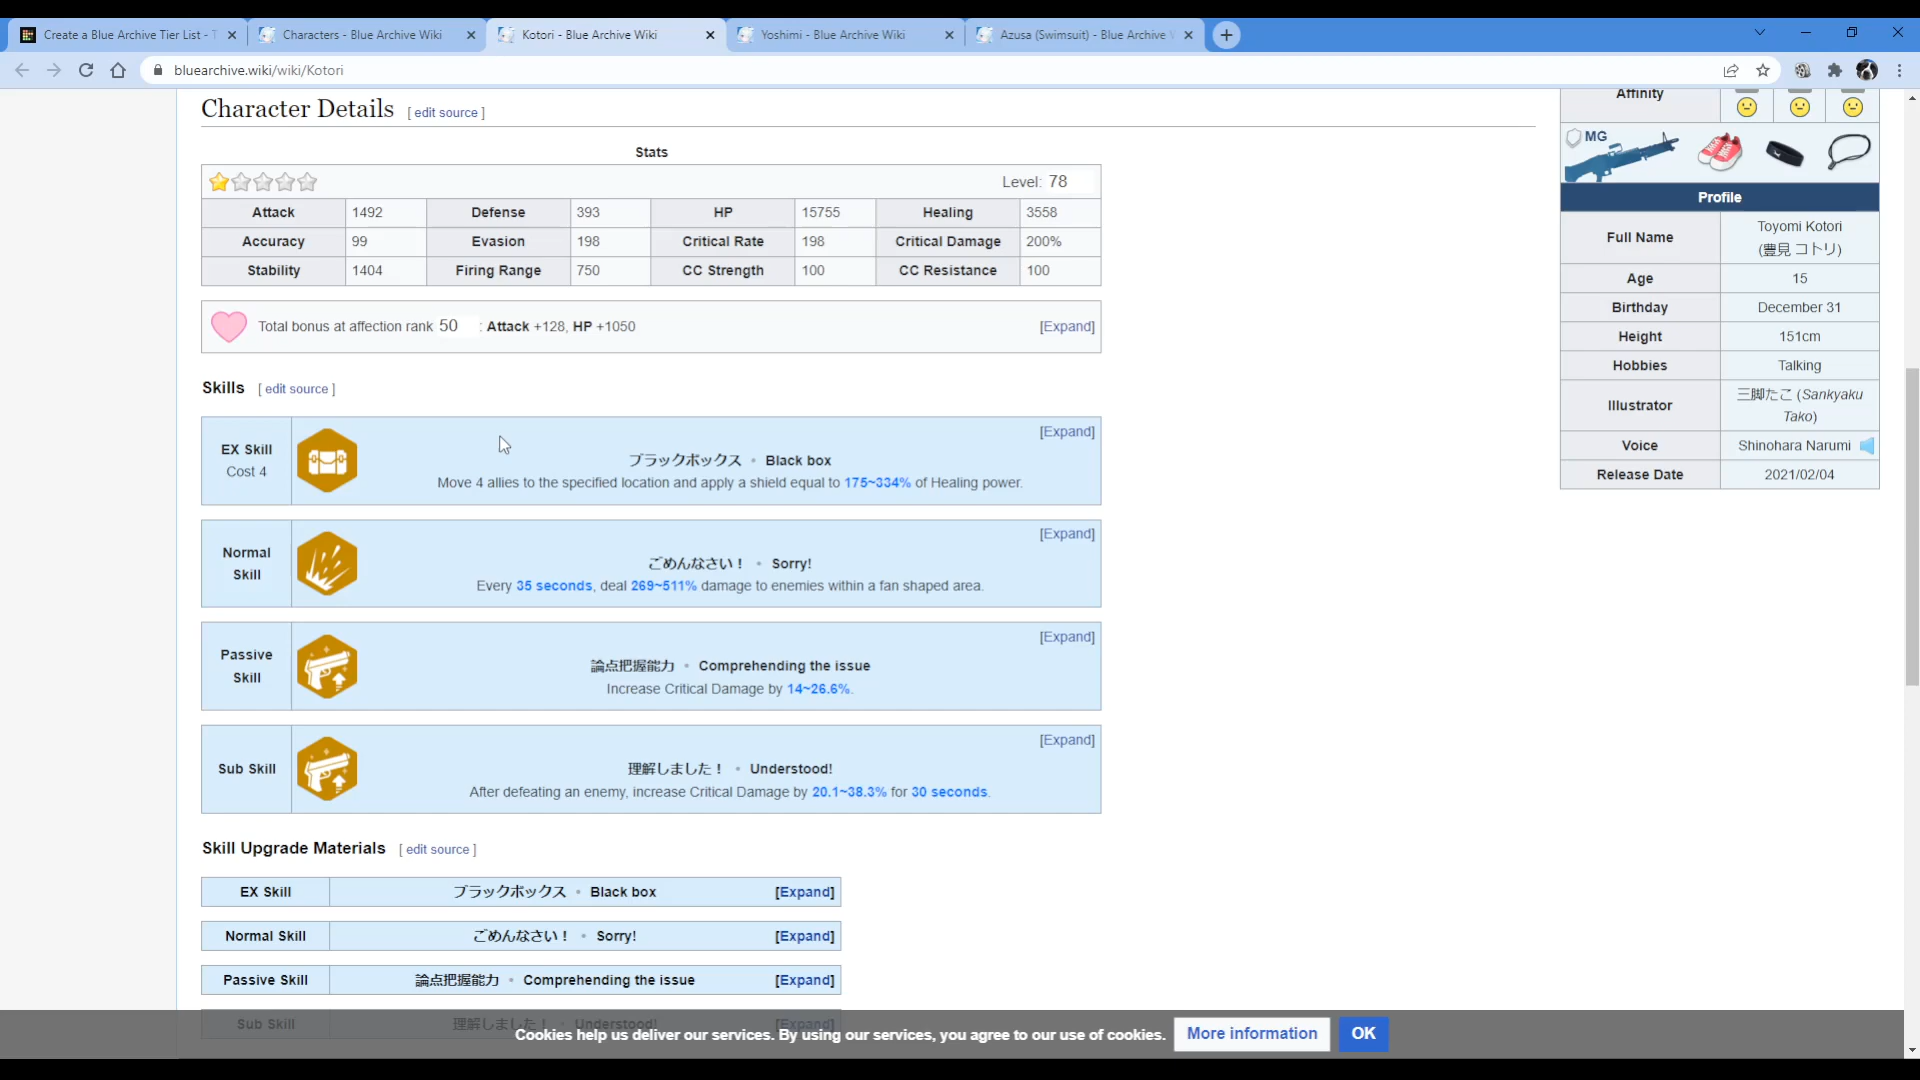 Create a Blue Archive Tier List -
Characters - Blue Archive Wiki
Kotori - Blue Archive Wiki
Yoshimi - Blue Archive Wiki
Azusa (Swimsuit) - Blue Archive
bluearchive.wiki/wiki/Kotori
Character Details [ edit source ]
Stats
Level: 78
Attack 1492 Defense 393 HP 15755 Healing 3558
Accuracy 99 Evasion 198 Critical Rate 198 Critical Damage 200%
Stability 1404 Firing Range 750 CC Strength 100 CC Resistance 100
Total bonus at affection rank 50 : Attack +128, HP +1050 [Expand]
Skills [ edit source ]
EX Skill
Cost 4
[Expand]
ブラックボックス • Black box
Move 4 allies to the specified location and apply a shield equal to 175~334% of Healing power.
Normal
Skill
[Expand]
ごめんなさい！ • Sorry!
Every 35 seconds, deal 269~511% damage to enemies within a fan shaped area.
Passive
Skill
[Expand]
論点把握能力 • Comprehending the issue
Increase Critical Damage by 14~26.6%.
Sub Skill
[Expand]
理解しました！ • Understood!
After defeating an enemy, increase Critical Damage by 20.1~38.3% for 30 seconds.
Skill Upgrade Materials [ edit source ]
EX Skill ブラックボックス • Black box [Expand]
Normal Skill ごめんなさい！ • Sorry! [Expand]
Passive Skill 論点把握能力 • Comprehending the issue [Expand]
Sub Skill 理解しました！ • Understood! [Expand]
Affinity
MG
Profile
Full Name Toyomi Kotori
(豊見 コトリ)
Age 15
Birthday December 31
Height 151cm
Hobbies Talking
Illustrator 三脚たこ (Sankyaku
Tako)
Voice Shinohara Narumi
Release Date 2021/02/04
Cookies help us deliver our services. By using our services, you agree to our use of cookies. More information OK